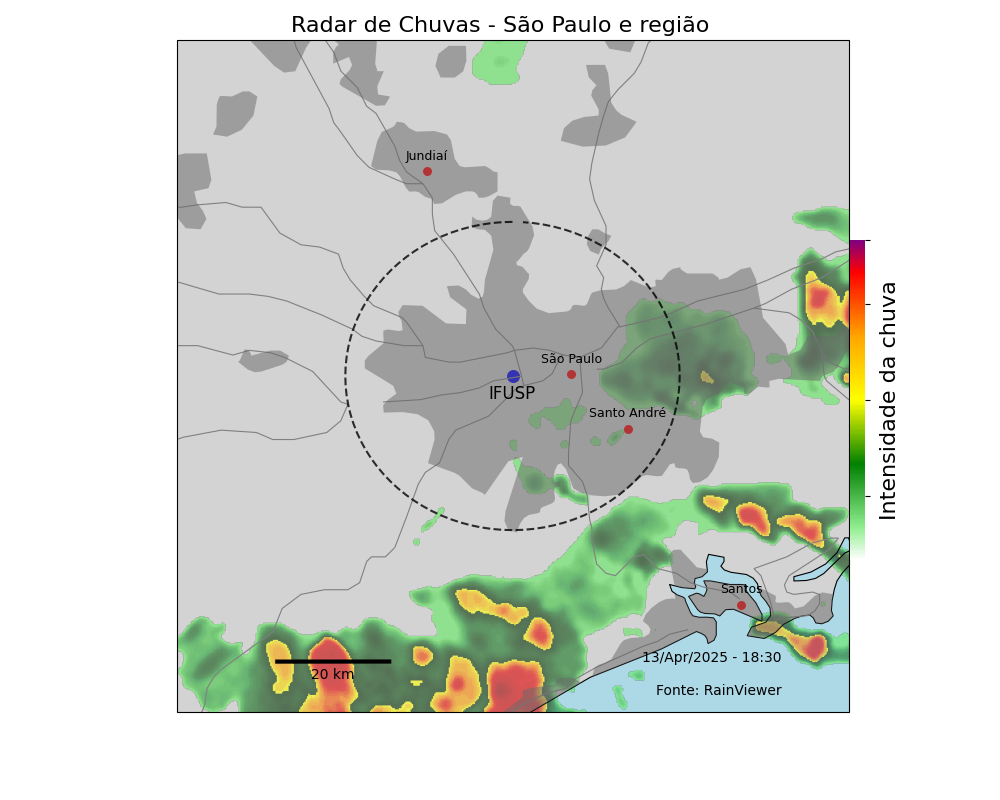 Radar de Chuvas - São Paulo e região
Jundiaí
São Paulo
IFUSP
Santo André
Intensidade da chuva
Santos
13/Apr/2025 - 18:30
20 km
Fonte: RainViewer